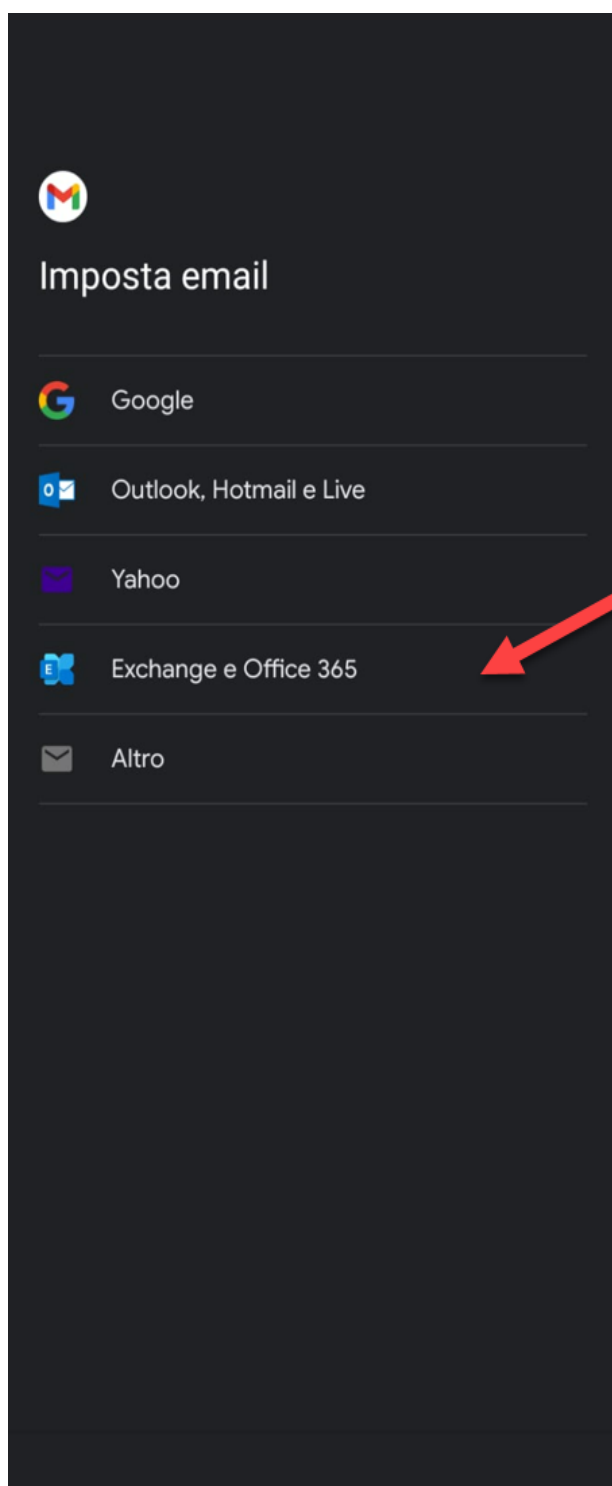 Imposta email
Google
Outlook, Hotmail e Live
Yahoo
Exchange e Office 365
Altro